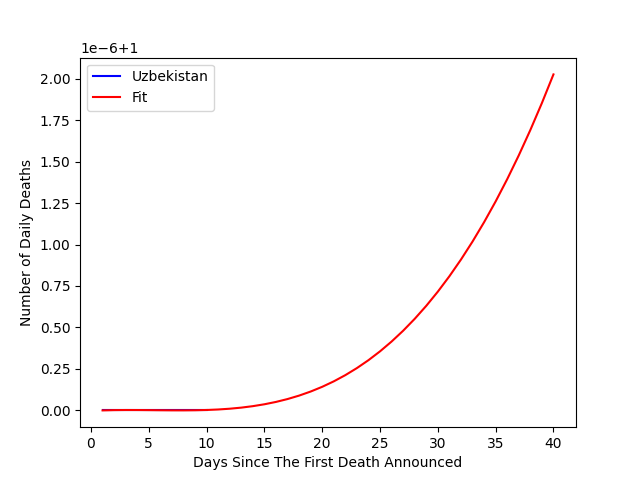 1e−6+1
Uzbekistan
Fit
2.00
1.75
1.50
1.25
1.00
0.75
0.50
0.25
0.00
Number of Daily Deaths
0 5 10 15 20 25 30 35 40
Days Since The First Death Announced